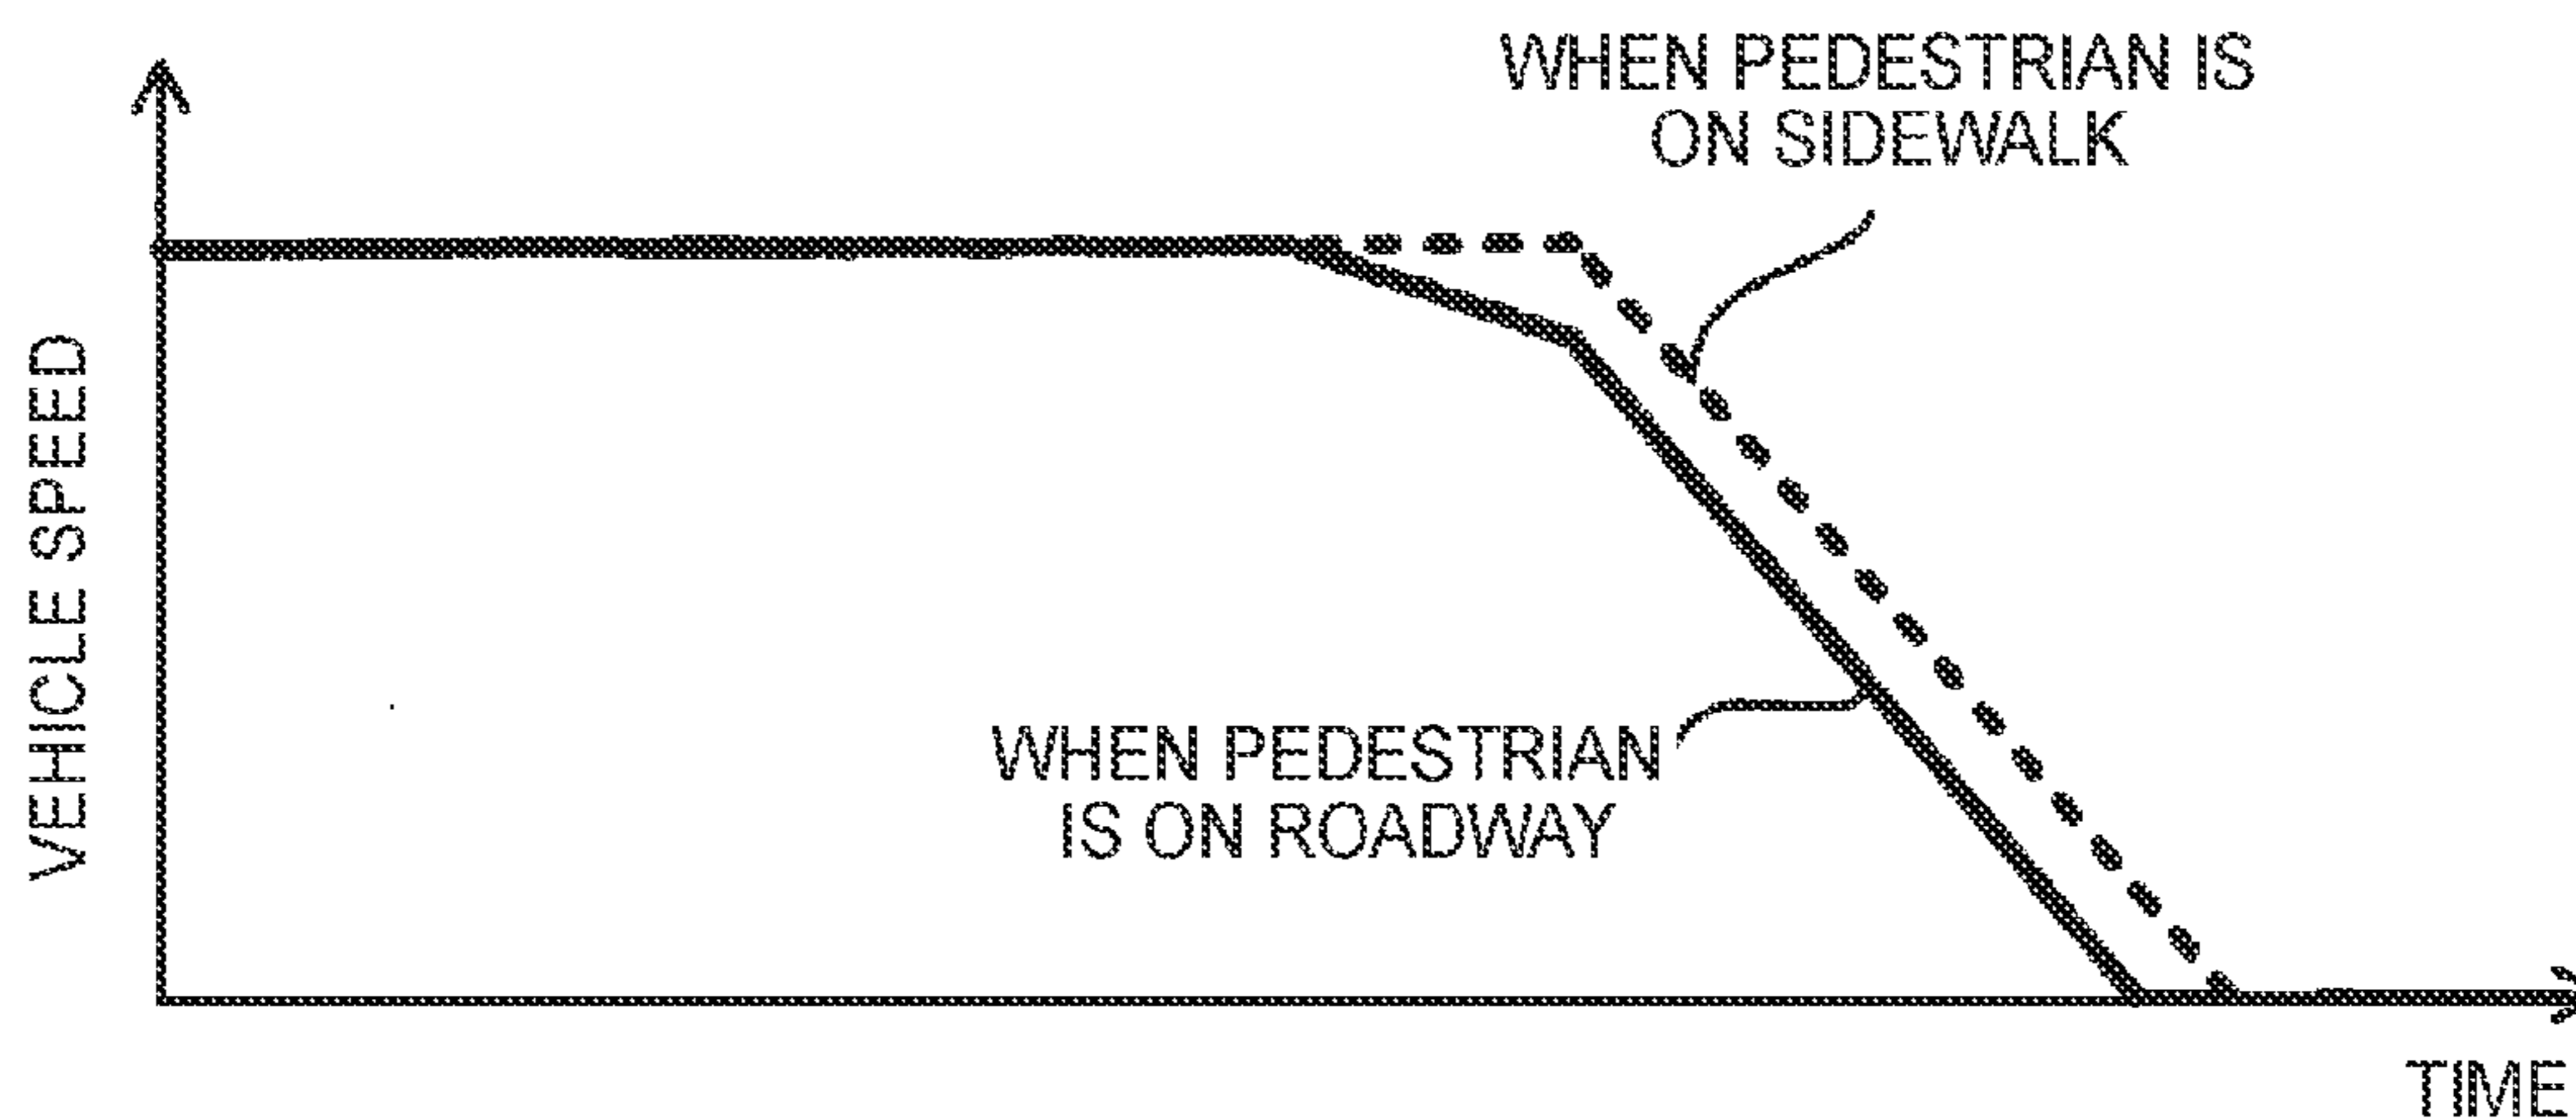 WHEN PEDESTRIAN IS
ON SIDEWALK
VEHICLE SPEED
WHEN PEDESTRIAN
IS ON ROADWAY
TIME